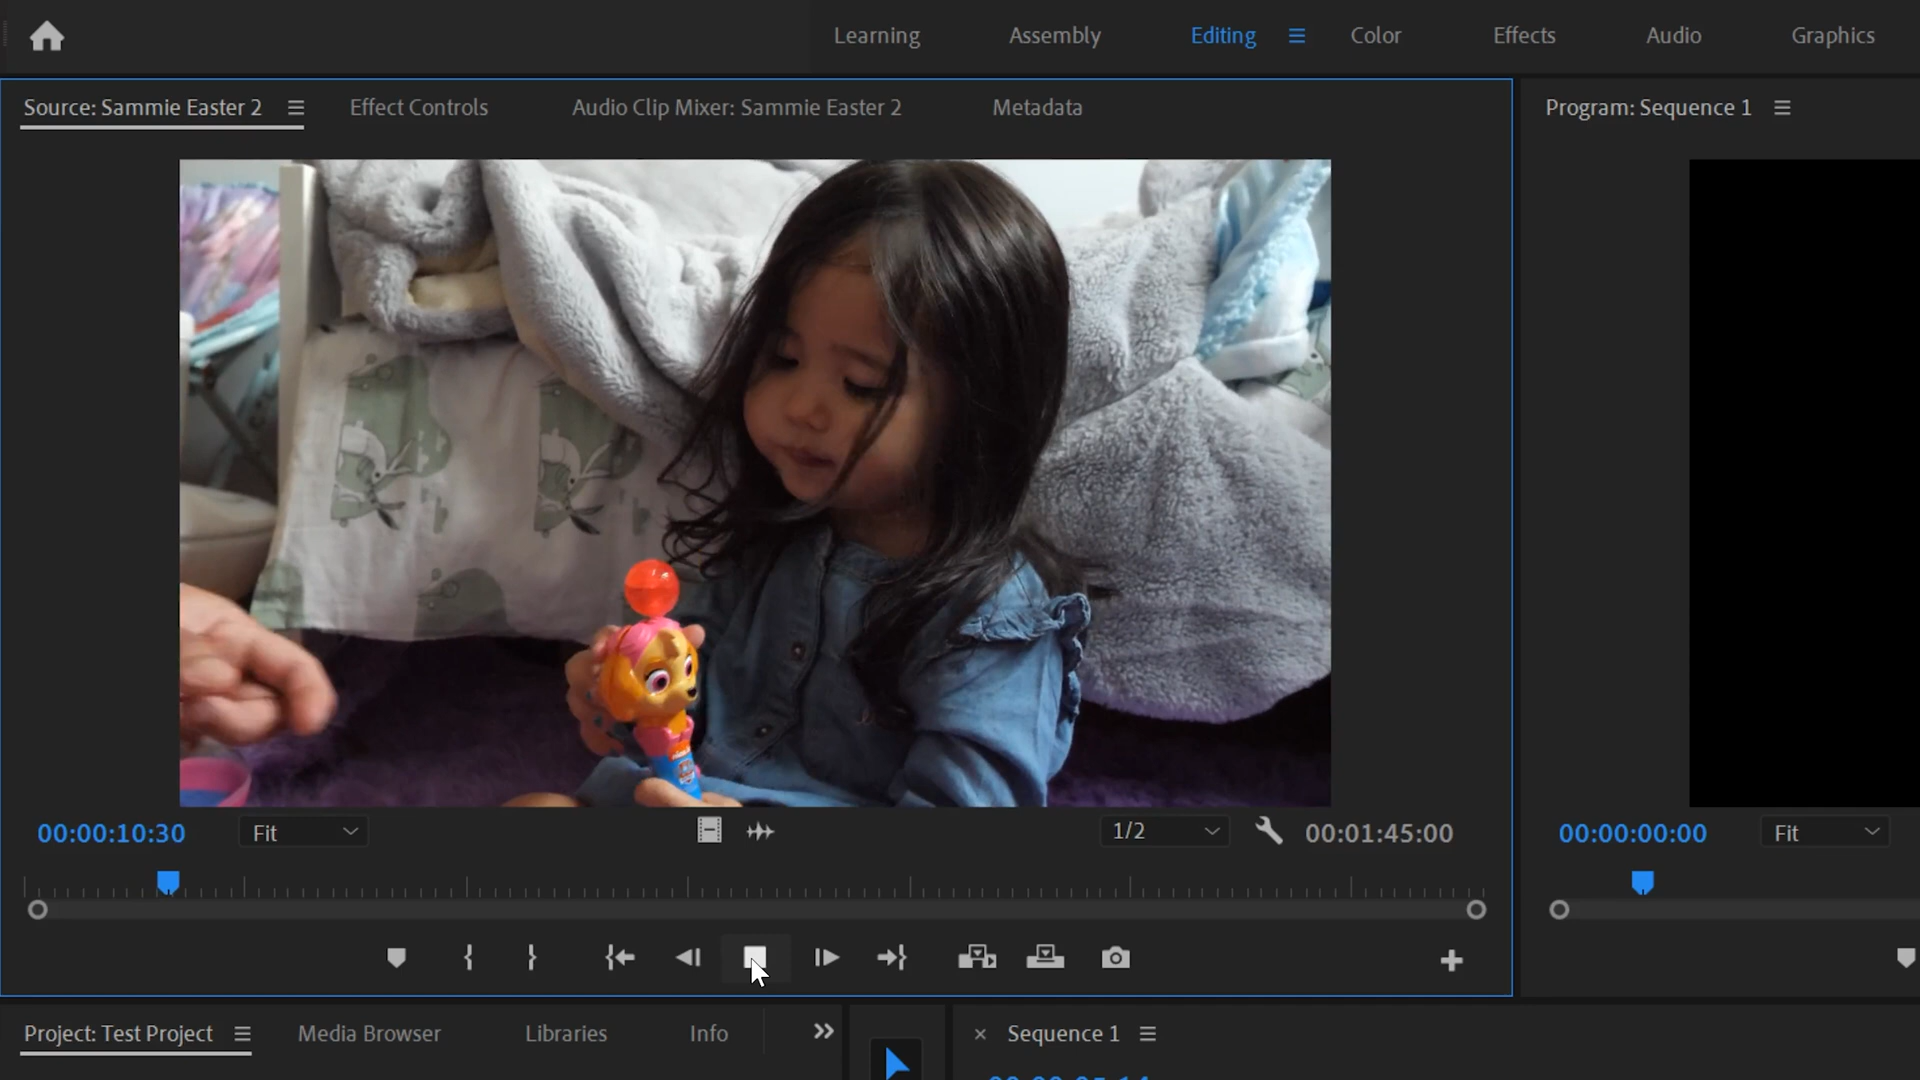 Learning Assembly Editing Color Effects Audio Graphics
Source: Sammie Easter 2 Effect Controls Audio Clip Mixer: Sammie Easter 2 Metadata
Program: Sequence 1
00:00:10:30 Fit 1/2 00:01:45:00
00:00:00:00 Fit
Project: Test Project Media Browser Libraries Info
× Sequence 1